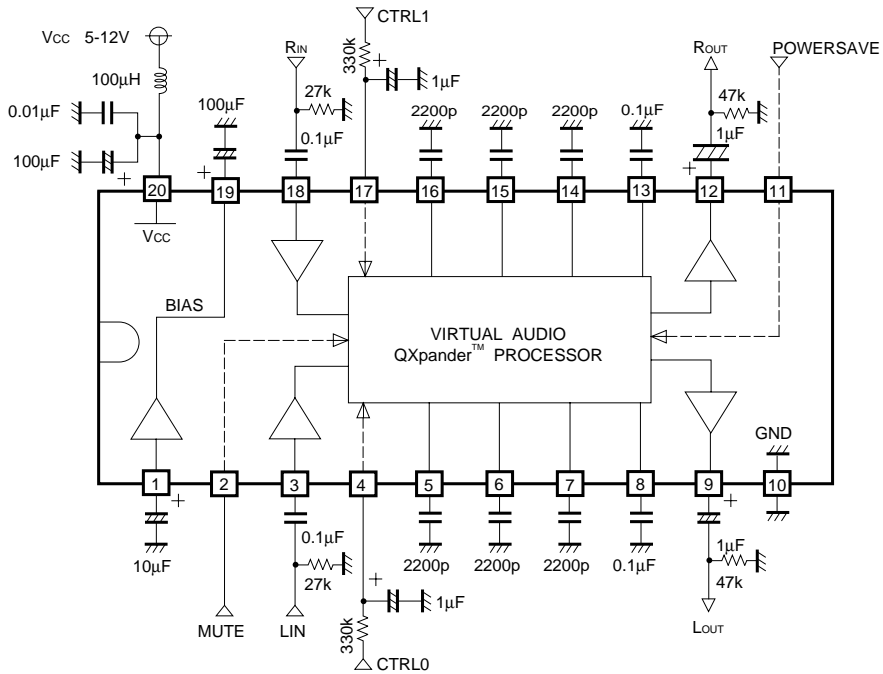 CTRL1
VCC 5-12V
RIN
ROUT
POWERSAVE
100µH
330k
1µF
27k
47k
0.01µF
100µF
2200p
2200p
2200p
0.1µF
1µF
0.1µF
100µF
+
+
+
+
20
19
18
17
16
15
14
13
12
11
VCC
BIAS
VIRTUAL AUDIO
QXpander™ PROCESSOR
GND
1
2
3
4
5
6
7
8
9
10
+
+
+
10µF
0.1µF
27k
2200p
2200p
2200p
0.1µF
1µF
47k
1µF
330k
MUTE
LIN
CTRL0
LOUT